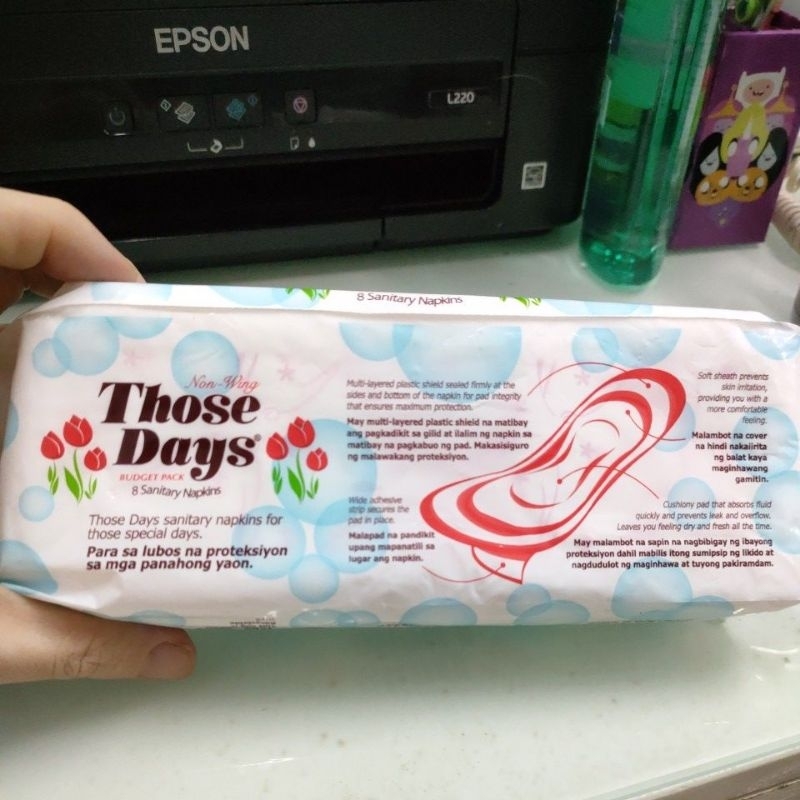 EPSON
L220
8 Sanitary Napkins
Non-Wing
Those
Days®
BUDGET PACK
8 Sanitary Napkins
Those Days sanitary napkins for
those special days.
Para sa lubos na proteksiyon
sa mga panahong yaon.
Multi-layered plastic shield sealed firmly at the
sides and bottom of the napkin for pad integrity
that ensures maximum protection.
May multi-layered plastic shield na matibay
ang pagkadikit sa gilid at ilalim ng napkin sa
matibay na pagkabuo ng pad. Makasisiguro
ng malawakang proteksiyon.
Wide adhesive
strip secures the
pad in place.
Malapad na pandikit
upang mapanatili sa
lugar ang napkin.
Soft sheath prevents
skin irritation,
providing you with a
more comfortable
feeling.
Malambot na cover
na hindi nakaiirita
ng balat kaya
maginhawang
gamitin.
Cushiony pad that absorbs fluid
quickly and prevents leak and overflow.
Leaves you feeling dry and fresh all the time.
May malambot na sapin na nagbibigay ng ibayong
proteksiyon dahil mabilis itong sumipsip ng likido at
nagdudulot ng maginhawa at tuyong pakiramdam.